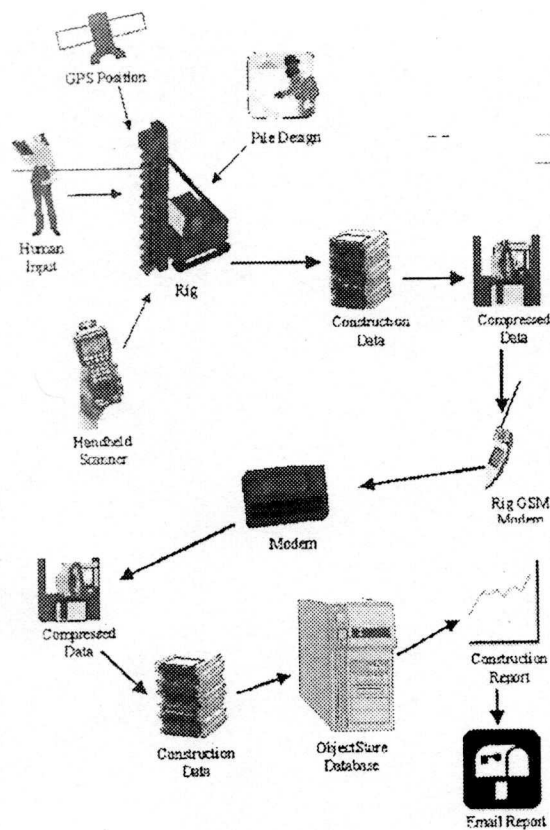 GPS Position
Pile Design
Human
Input
Rig
Construction
Data
Compressed
Data
Handheld
Scanner
Rig GSM
Modem
Modem
Compressed
Data
Construction
Data
ObjectStore
Database
Construction
Report
Email Report